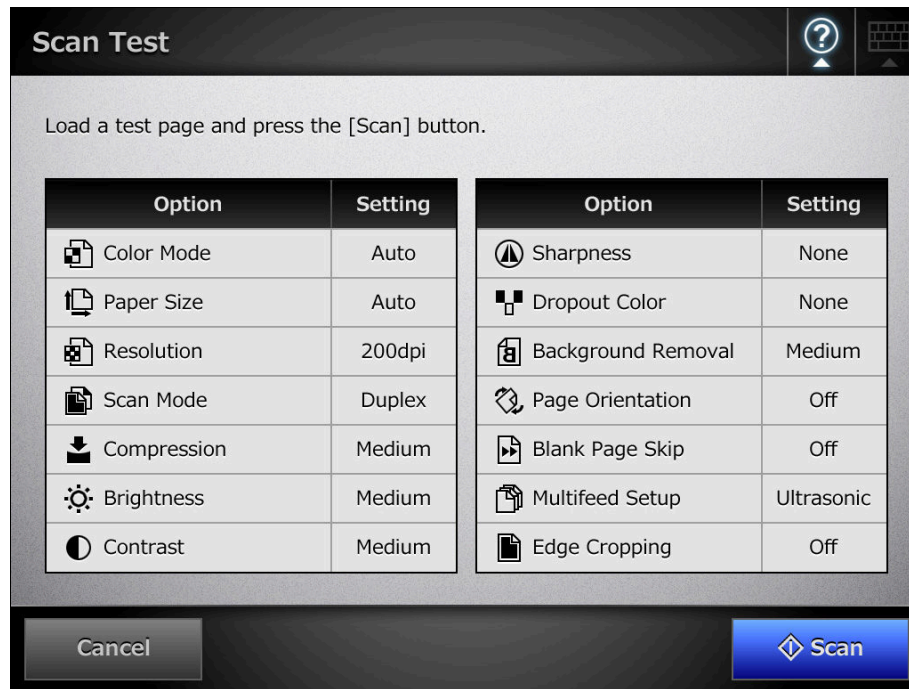 Scan Test
Load a test page and press the [Scan] button.
Option Setting
Color Mode Auto
Paper Size Auto
Resolution 200dpi
Scan Mode Duplex
Compression Medium
Brightness Medium
Contrast Medium
Option Setting
Sharpness None
Dropout Color None
Background Removal Medium
Page Orientation Off
Blank Page Skip Off
Multifeed Setup Ultrasonic
Edge Cropping Off
Cancel
Scan